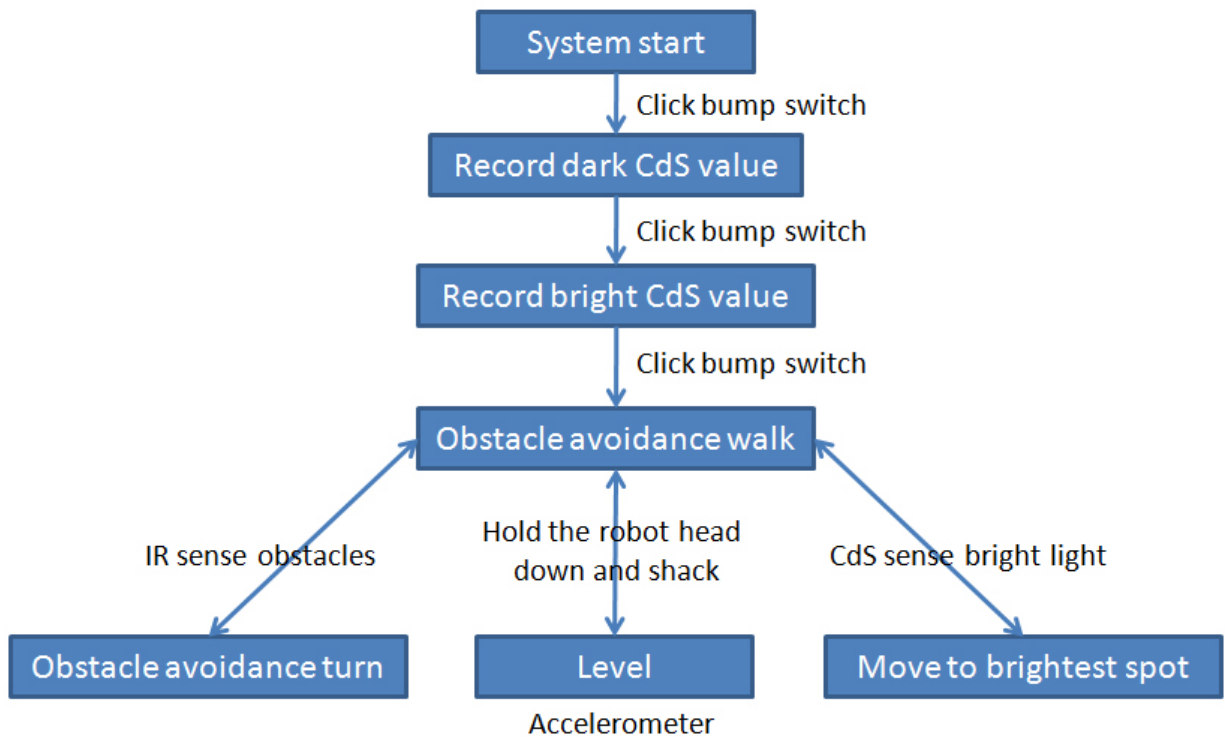 System start
Click bump switch
Record dark CdS value
Click bump switch
Record bright CdS value
Click bump switch
Obstacle avoidance walk
IR sense obstacles
Hold the robot head
down and shack
CdS sense bright light
Obstacle avoidance turn
Level
Move to brightest spot
Accelerometer